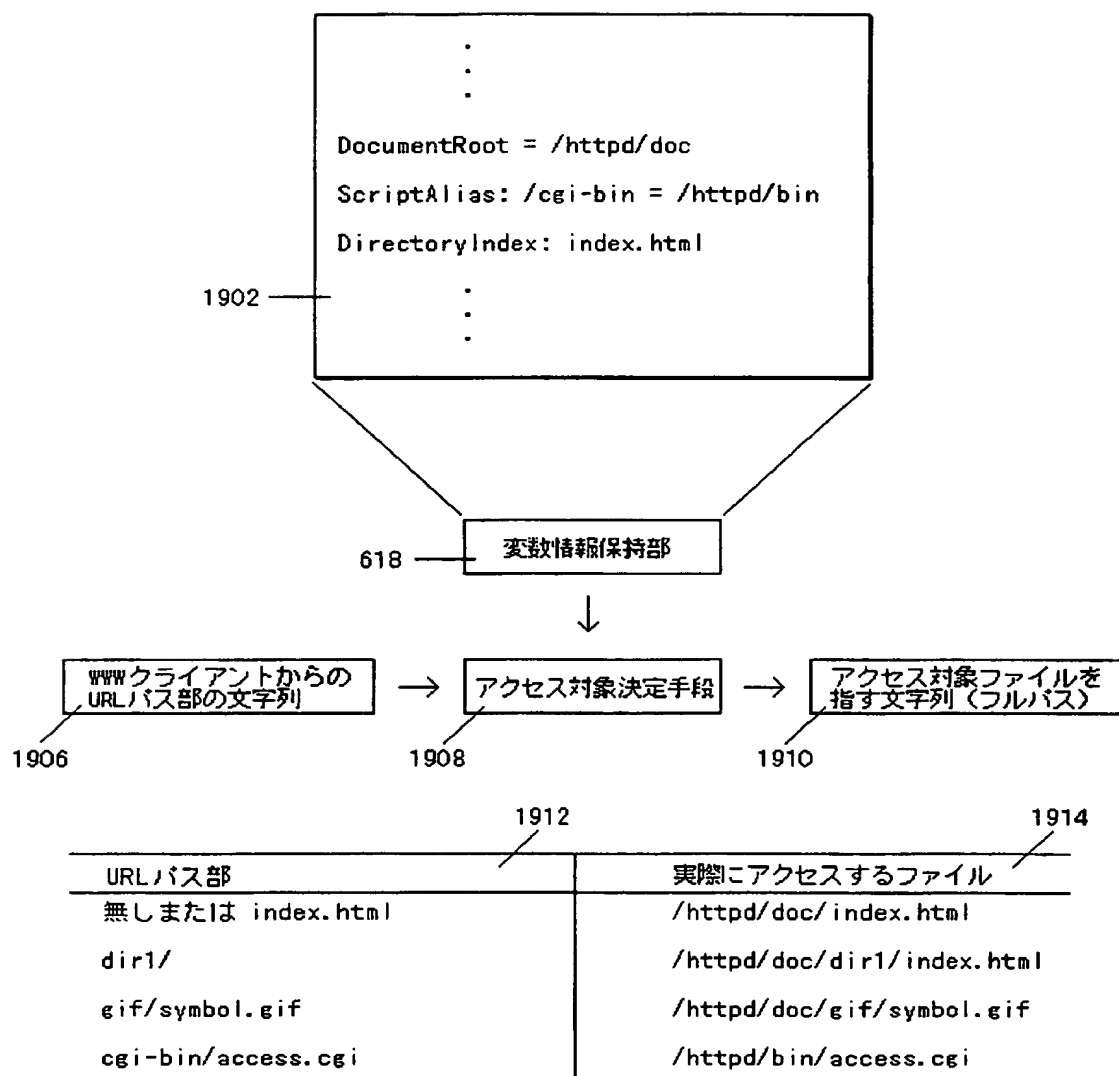 DocumentRoot = /httpd/doc
ScriptAlias: /cgi-bin = /httpd/bin
DirectoryIndex: index.html
1902
618
変数情報保持部
WWWクライアントからの
URLパス部の文字列
アクセス対象決定手段
アクセス対象ファイルを
指す文字列(フルパス)
1906
1908
1910
1912
1914
URLパス部
実際にアクセスするファイル
無しまたは index.html
/httpd/doc/index.html
dir1/
/httpd/doc/dir1/index.html
gif/symbol.gif
/httpd/doc/gif/symbol.gif
cgi-bin/access.cgi
/httpd/bin/access.cgi